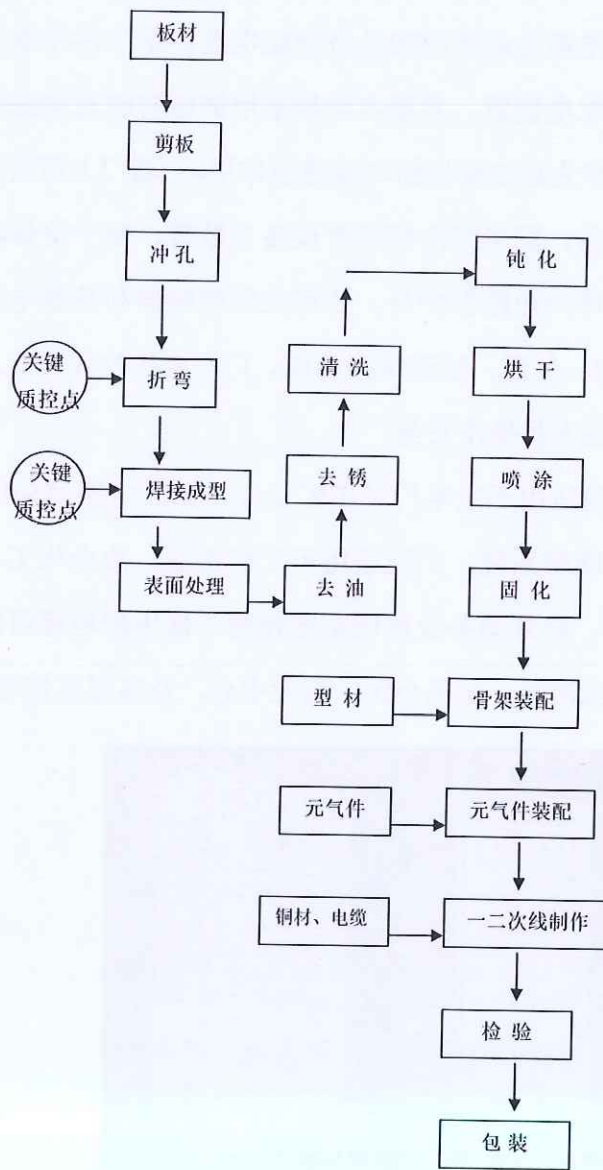 板材
剪板
冲孔
关键
质控点
折弯
关键
质控点
焊接成型
表面处理
去油
去锈
清洗
钝化
烘干
喷涂
固化
型材
骨架装配
元气件
元气件装配
铜材、电缆
一二次线制作
检验
包装